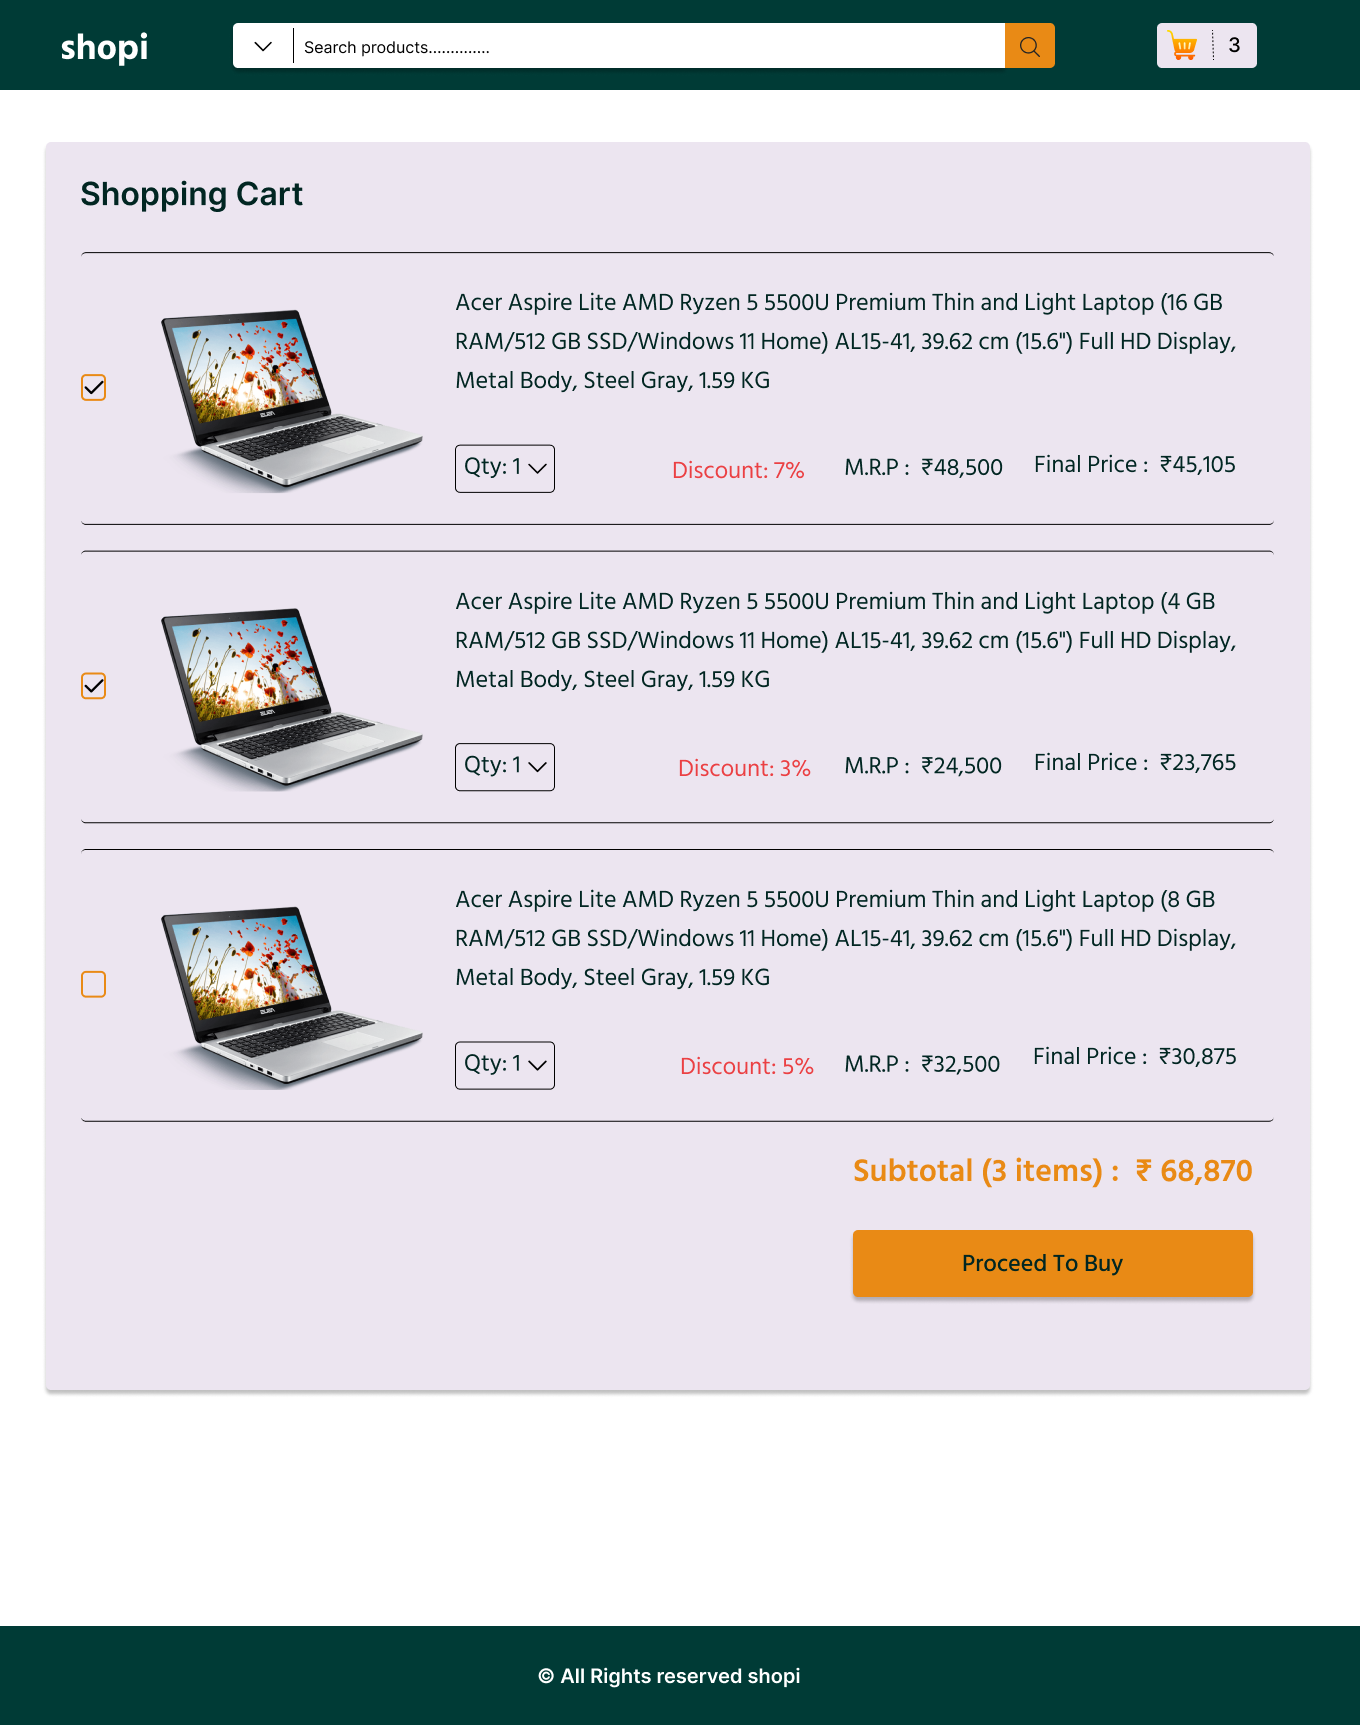 shopi
Search products..............
3
Shopping Cart
Acer Aspire Lite AMD Ryzen 5 5500U Premium Thin and Light Laptop (16 GB
RAM/512 GB SSD/Windows 11 Home) AL15-41, 39.62 cm (15.6") Full HD Display,
Metal Body, Steel Gray, 1.59 KG
Qty: 1
Discount: 7%
M.R.P :  ₹48,500
Final Price :  ₹45,105
Acer Aspire Lite AMD Ryzen 5 5500U Premium Thin and Light Laptop (4 GB
RAM/512 GB SSD/Windows 11 Home) AL15-41, 39.62 cm (15.6") Full HD Display,
Metal Body, Steel Gray, 1.59 KG
Qty: 1
Discount: 3%
M.R.P :  ₹24,500
Final Price :  ₹23,765
Acer Aspire Lite AMD Ryzen 5 5500U Premium Thin and Light Laptop (8 GB
RAM/512 GB SSD/Windows 11 Home) AL15-41, 39.62 cm (15.6") Full HD Display,
Metal Body, Steel Gray, 1.59 KG
Qty: 1
Discount: 5%
M.R.P :  ₹32,500
Final Price :  ₹30,875
Subtotal (3 items) :  ₹ 68,870
Proceed To Buy
© All Rights reserved shopi